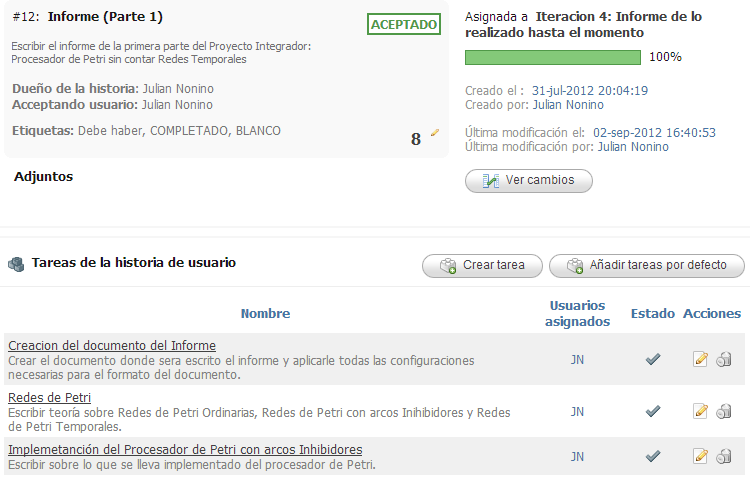 #12: Informe (Parte 1)
ACEPTADO
Escribir el informe de la primera parte del Proyecto Integrador:
Procesador de Petri sin contar Redes Temporales
Dueño de la historia: Julian Nonino
Acceptando usuario: Julian Nonino
Etiquetas: Debe haber, COMPLETADO, BLANCO
8
Adjuntos
Asignada a Iteracion 4: Informe de lo
realizado hasta el momento
100%
Creado el : 31-jul-2012 20:04:19
Creado por: Julian Nonino
Última modificación el: 02-sep-2012 16:40:53
Última modificación por: Julian Nonino
Ver cambios
Tareas de la historia de usuario
Crear tarea
Añadir tareas por defecto
Nombre
Usuarios
asignados
Estado
Acciones
Creacion del documento del Informe
Crear el documento donde sera escrito el informe y aplicarle todas las configuraciones
necesarias para el formato del documento.
JN
Redes de Petri
Escribir teoría sobre Redes de Petri Ordinarias, Redes de Petri con arcos Inihibidores y Redes
de Petri Temporales.
JN
Implemetanción del Procesador de Petri con arcos Inhibidores
Escribir sobre lo que se lleva implementado del procesador de Petri.
JN